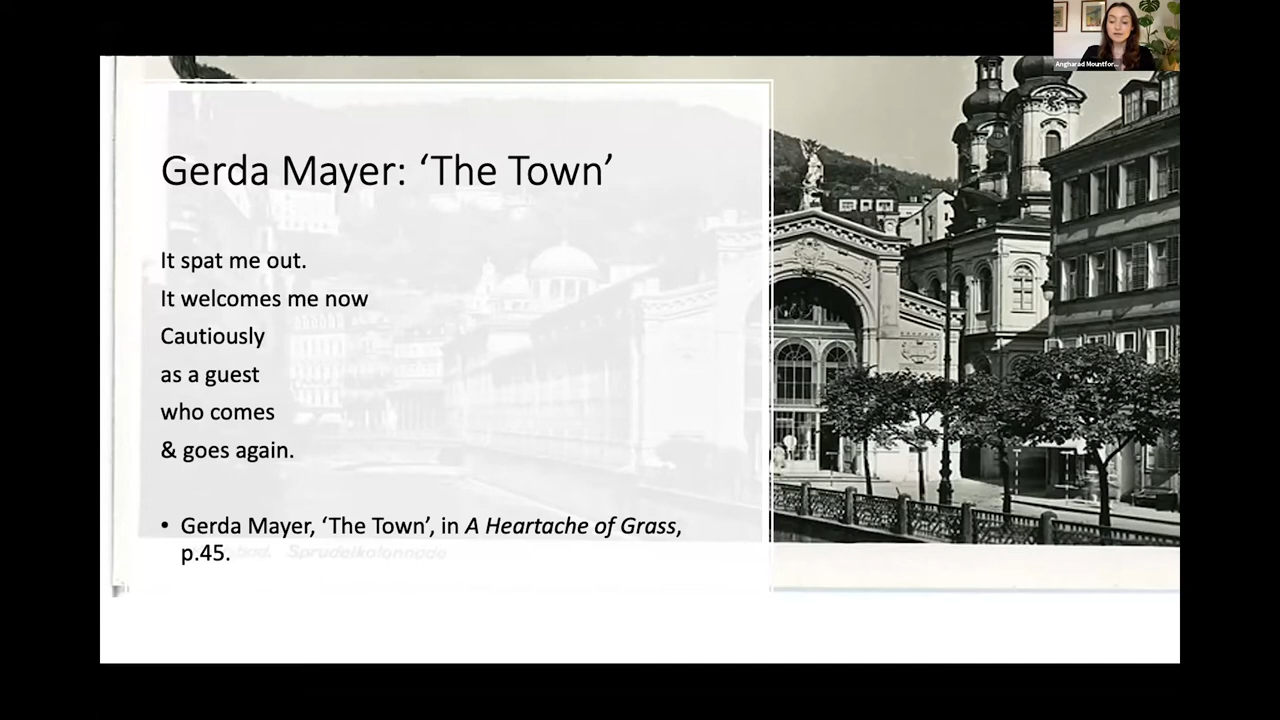 Angharad Mountfor...
Gerda Mayer: ‘The Town’
It spat me out.
It welcomes me now
Cautiously
as a guest
who comes
& goes again.
• Gerda Mayer, ‘The Town’, in A Heartache of Grass,
p.45.
Sprudelkolonnade